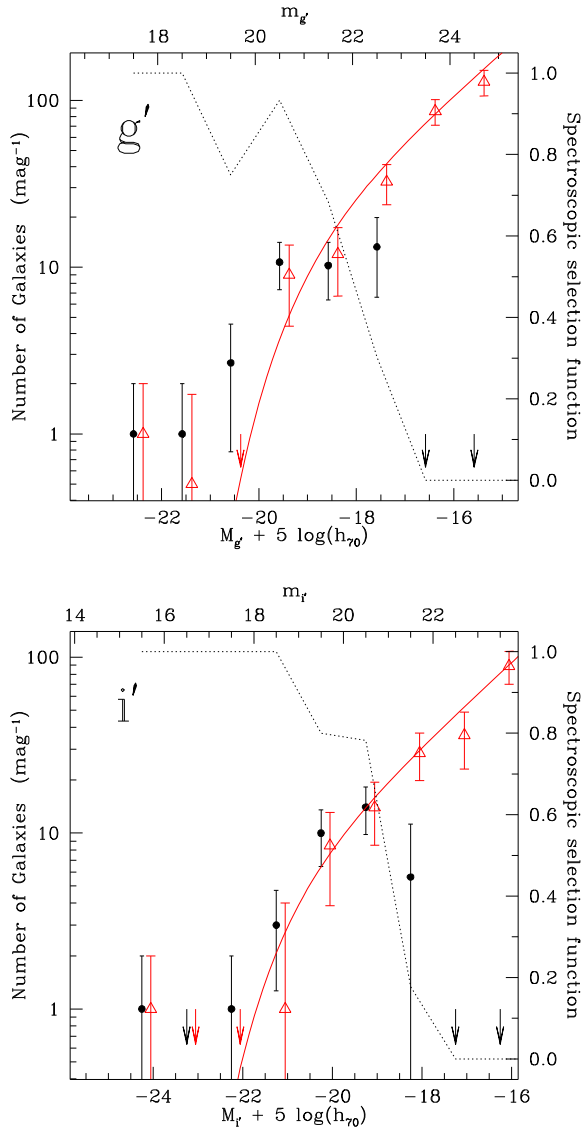 m_g′
18 20 22 24
g′
100
10
1
Number of Galaxies (mag⁻¹)
1.0
0.8
0.6
0.4
0.2
0.0
Spectroscopic selection function
−22 −20 −18 −16
M_g′ + 5 log(h₇₀)
m_i′
14 16 18 20 22 24
i′
100
10
1
Number of Galaxies (mag⁻¹)
1.0
0.8
0.6
0.4
0.2
0.0
Spectroscopic selection function
−24 −22 −20 −18 −16
M_i′ + 5 log(h₇₀)